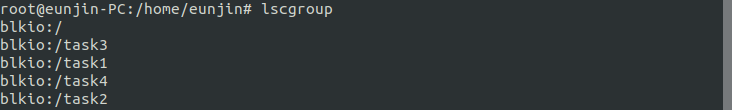 root@eunjin-PC:/home/eunjin# lscgroup
blkio:/
blkio:/task3
blkio:/task1
blkio:/task4
blkio:/task2